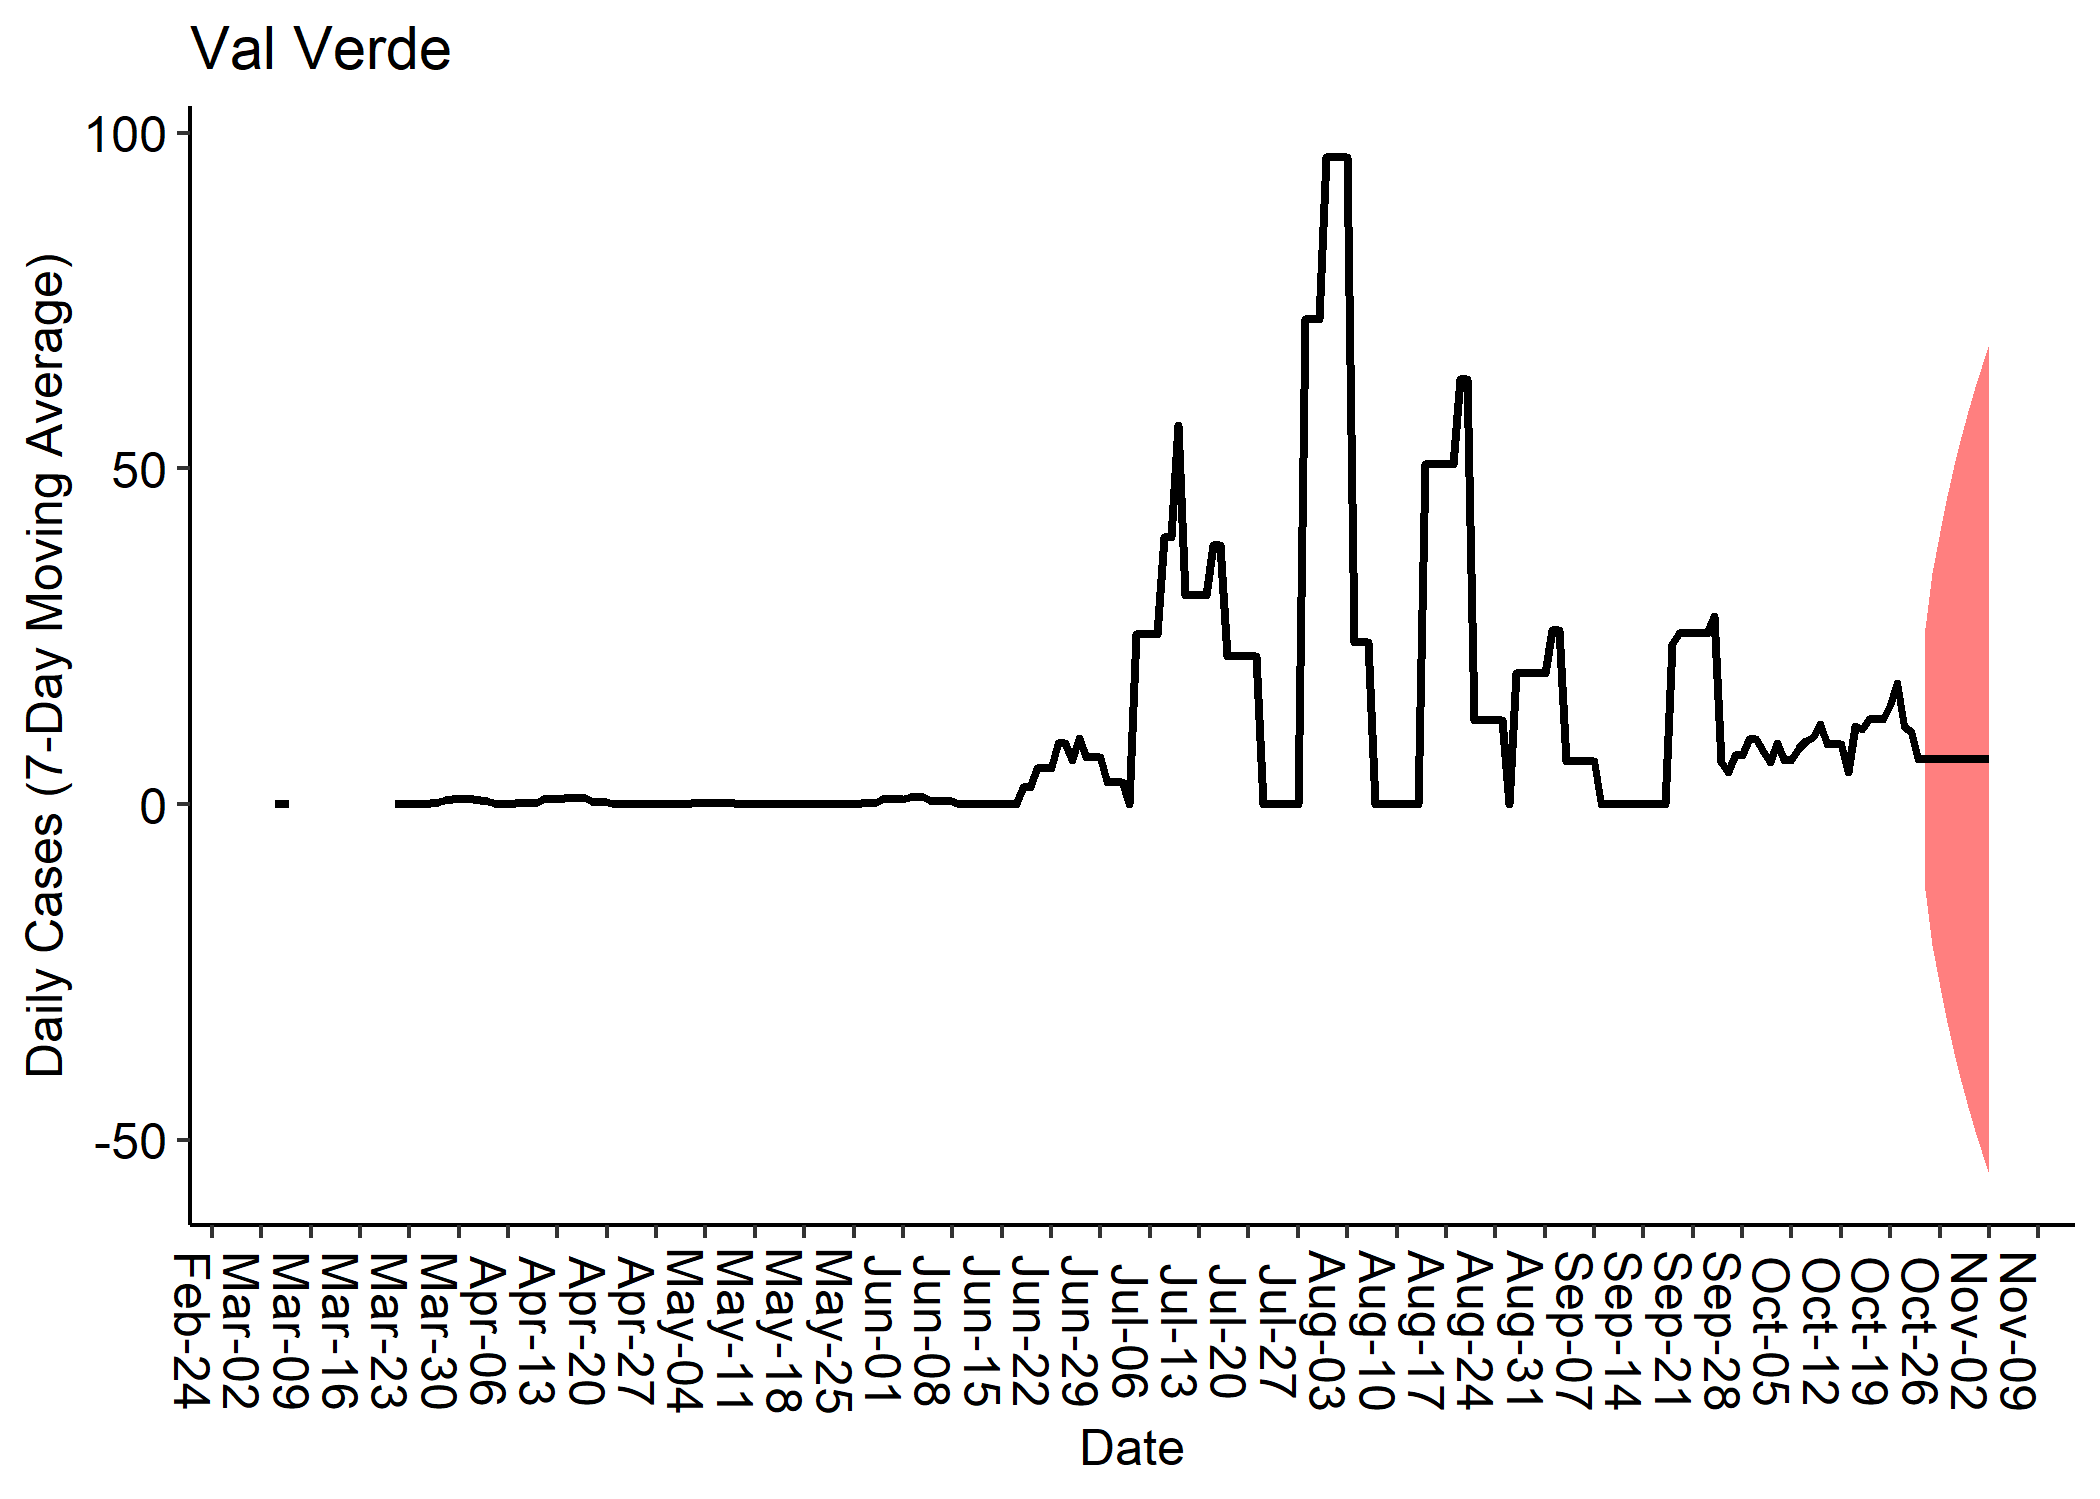 Val Verde
Daily Cases (7-Day Moving Average)
100
50
0
-50
Feb-24
Mar-02
Mar-09
Mar-16
Mar-23
Mar-30
Apr-06
Apr-13
Apr-20
Apr-27
May-04
May-11
May-18
May-25
Jun-01
Jun-08
Jun-15
Jun-22
Jun-29
Jul-06
Jul-13
Jul-20
Jul-27
Aug-03
Aug-10
Aug-17
Aug-24
Aug-31
Sep-07
Sep-14
Sep-21
Sep-28
Oct-05
Oct-12
Oct-19
Oct-26
Nov-02
Nov-09
Date